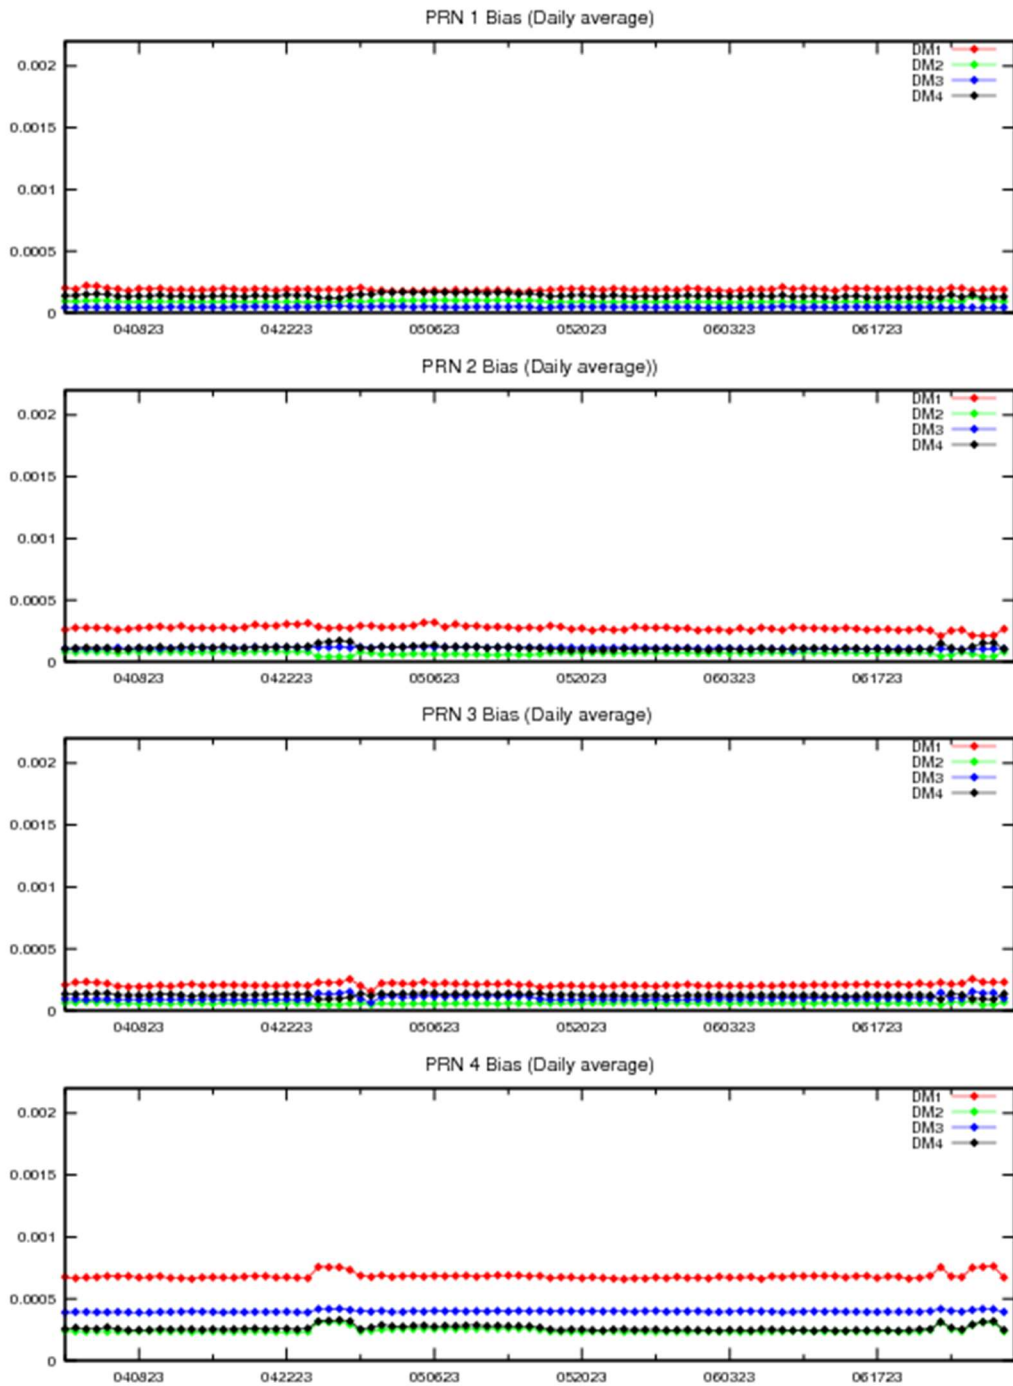 PRN 1 Bias (Daily average)
0.002
0.0015
0.001
0.0005
0
DM1
DM2
DM3
DM4
040823 042223 050623 052023 060323 061723
PRN 2 Bias (Daily average))
0.002
0.0015
0.001
0.0005
0
DM1
DM2
DM3
DM4
040823 042223 050623 052023 060323 061723
PRN 3 Bias (Daily average)
0.002
0.0015
0.001
0.0005
0
DM1
DM2
DM3
DM4
040823 042223 050623 052023 060323 061723
PRN 4 Bias (Daily average)
0.002
0.0015
0.001
0.0005
0
DM1
DM2
DM3
DM4
040823 042223 050623 052023 060323 061723